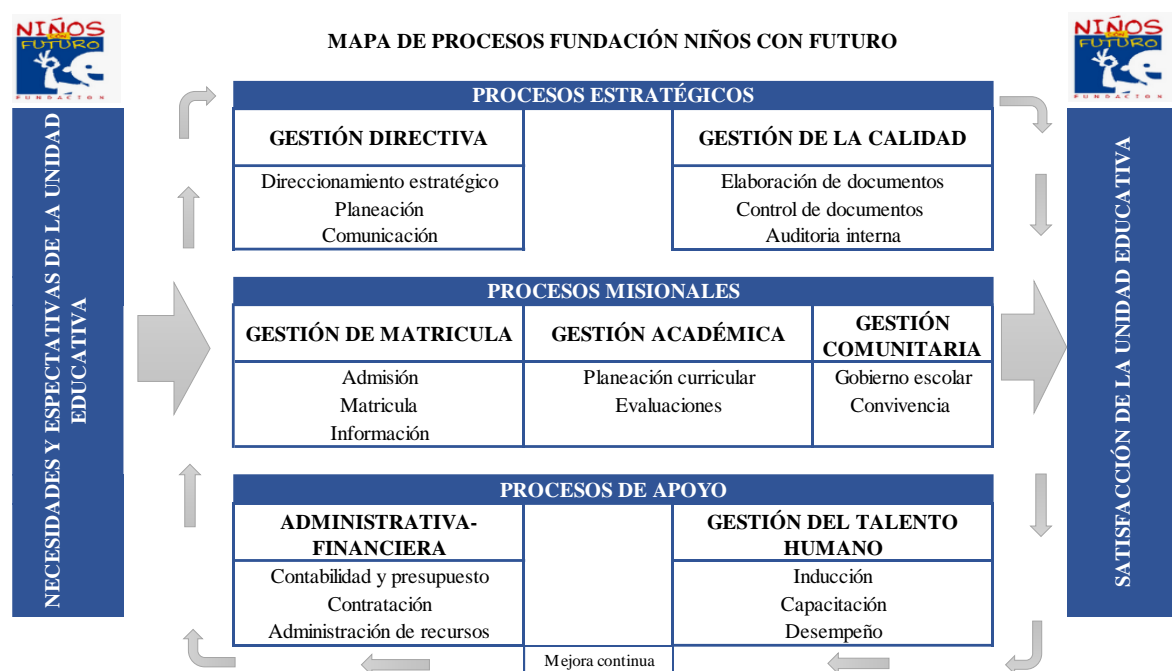 NIÑOS
CON
FUTURO
FUNDACION
MAPA DE PROCESOS FUNDACIÓN NIÑOS CON FUTURO
NIÑOS
CON
FUTURO
FUNDACION
NECESIDADES Y ESPECTATIVAS DE LA UNIDAD
EDUCATIVA
PROCESOS ESTRATÉGICOS
GESTIÓN DIRECTIVA
Direccionamiento estratégico
Planeación
Comunicación
GESTIÓN DE LA CALIDAD
Elaboración de documentos
Control de documentos
Auditoria interna
PROCESOS MISIONALES
GESTIÓN DE MATRICULA
Admisión
Matricula
Información
GESTIÓN ACADÉMICA
Planeación curricular
Evaluaciones
GESTIÓN
COMUNITARIA
Gobierno escolar
Convivencia
PROCESOS DE APOYO
ADMINISTRATIVA-
FINANCIERA
Contabilidad y presupuesto
Contratación
Administración de recursos
GESTIÓN DEL TALENTO
HUMANO
Inducción
Capacitación
Desempeño
Mejora continua
SATISFACCIÓN DE LA UNIDAD EDUCATIVA